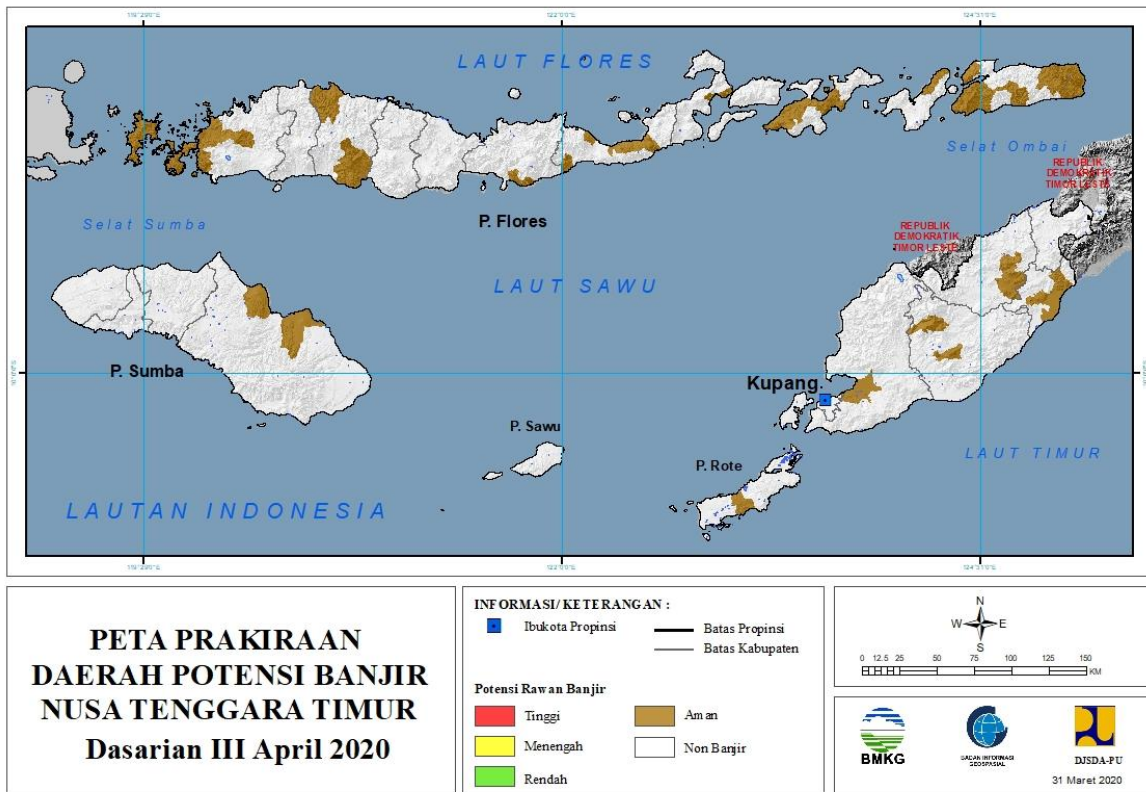 LAUT FLORES
Selat Ombai
REPUBLIK
DEMOKRATIK
TIMOR LESTE
REPUBLIK
DEMOKRATIK
TIMOR LESTE
Selat Sumba
P. Flores
LAUT SAWU
P. Sumba
Kupang.
P. Sawu
P. Rote
LAUT TIMUR
LAUTAN INDONESIA
PETA PRAKIRAAN
DAERAH POTENSI BANJIR
NUSA TENGGARA TIMUR
Dasarian III April 2020
INFORMASI/ KETERANGAN :
Ibukota Propinsi
Batas Propinsi
Batas Kabupaten
Potensi Rawan Banjir
Tinggi
Menengah
Rendah
Aman
Non Banjir
N
W E
S
0 12.5 25 50 75 100 125 150
KM
BMKG
BADAN INFORMASI
GEOSPASIAL
DJSDA-PU
31 Maret 2020